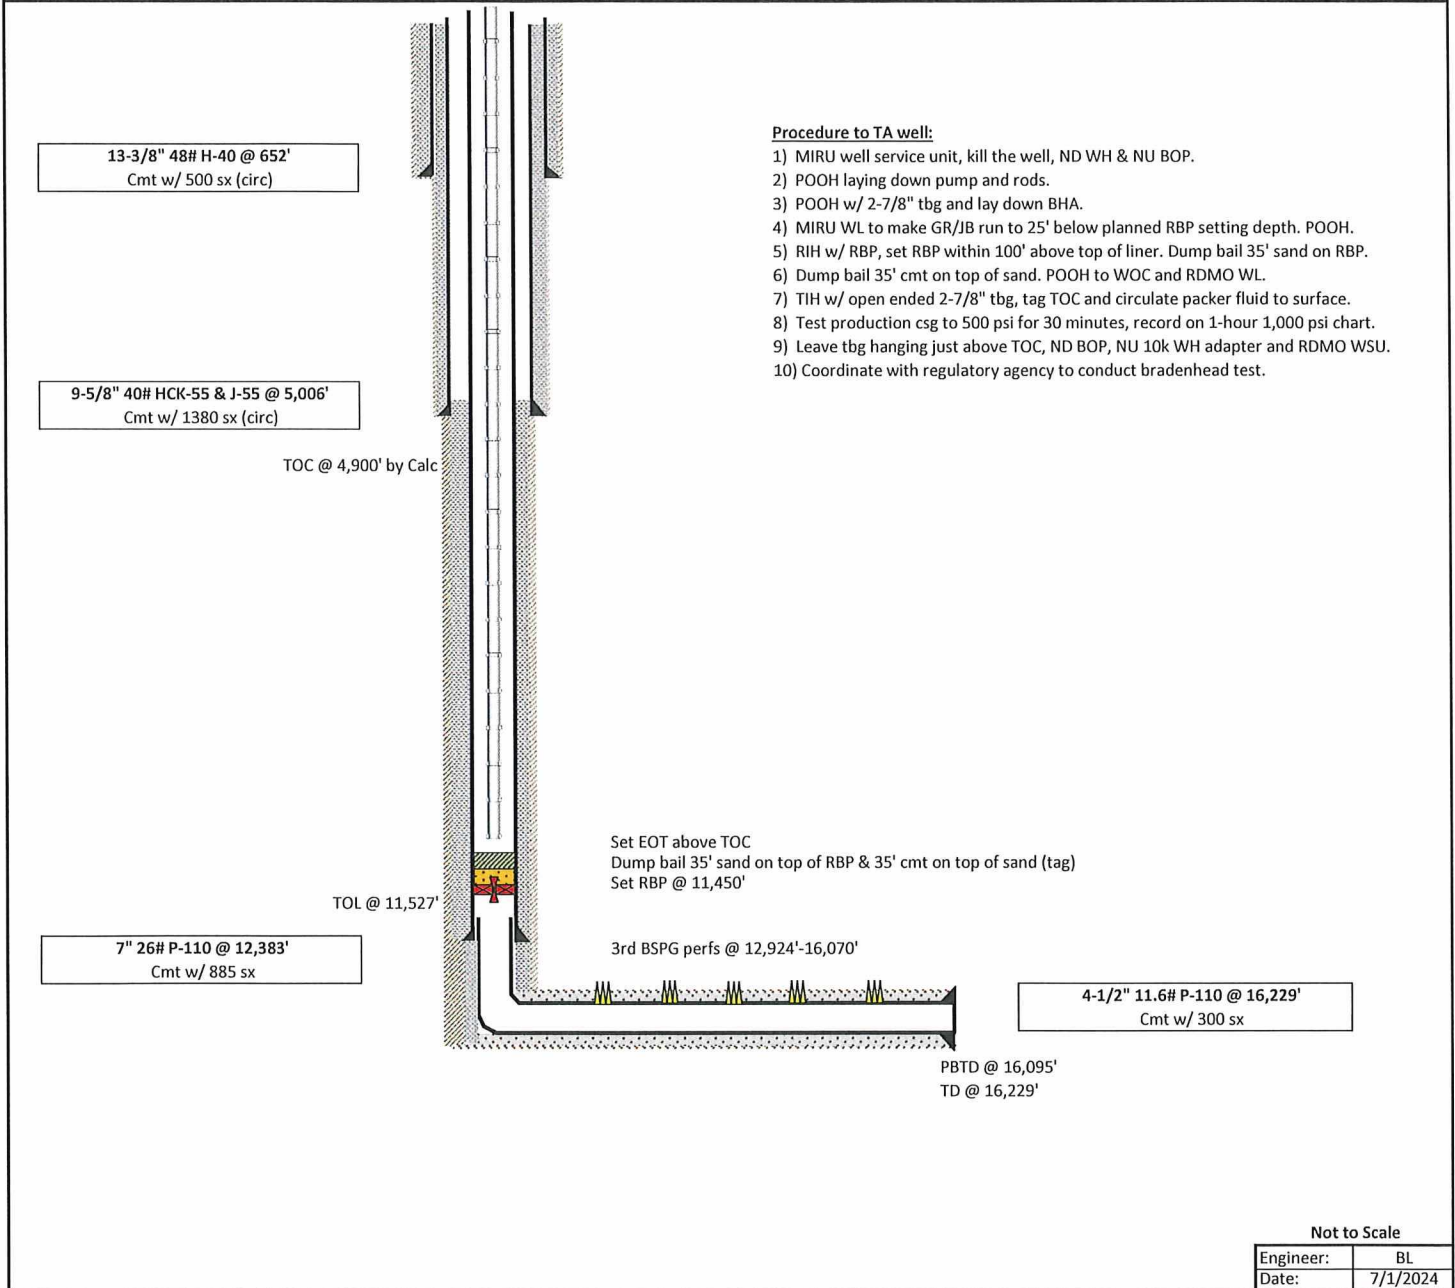 Procedure to TA well:
1) MIRU well service unit, kill the well, ND WH & NU BOP.
2) POOH laying down pump and rods.
3) POOH w/ 2-7/8" tbg and lay down BHA.
4) MIRU WL to make GR/JB run to 25' below planned RBP setting depth. POOH.
5) RIH w/ RBP, set RBP within 100' above top of liner. Dump bail 35' sand on RBP.
6) Dump bail 35' cmt on top of sand. POOH to WOC and RDMO WL.
7) TIH w/ open ended 2-7/8" tbg, tag TOC and circulate packer fluid to surface.
8) Test production csg to 500 psi for 30 minutes, record on 1-hour 1,000 psi chart.
9) Leave tbg hanging just above TOC, ND BOP, NU 10k WH adapter and RDMO WSU.
10) Coordinate with regulatory agency to conduct bradenhead test.
13-3/8" 48# H-40 @ 652'
Cmt w/ 500 sx (circ)
9-5/8" 40# HCK-55 & J-55 @ 5,006'
Cmt w/ 1380 sx (circ)
TOC @ 4,900' by Calc
Set EOT above TOC
Dump bail 35' sand on top of RBP & 35' cmt on top of sand (tag)
Set RBP @ 11,450'
TOL @ 11,527'
7" 26# P-110 @ 12,383'
Cmt w/ 885 sx
3rd BSPG perfs @ 12,924'-16,070'
4-1/2" 11.6# P-110 @ 16,229'
Cmt w/ 300 sx
PBTD @ 16,095'
TD @ 16,229'
Not to Scale
Engineer: BL
Date: 7/1/2024